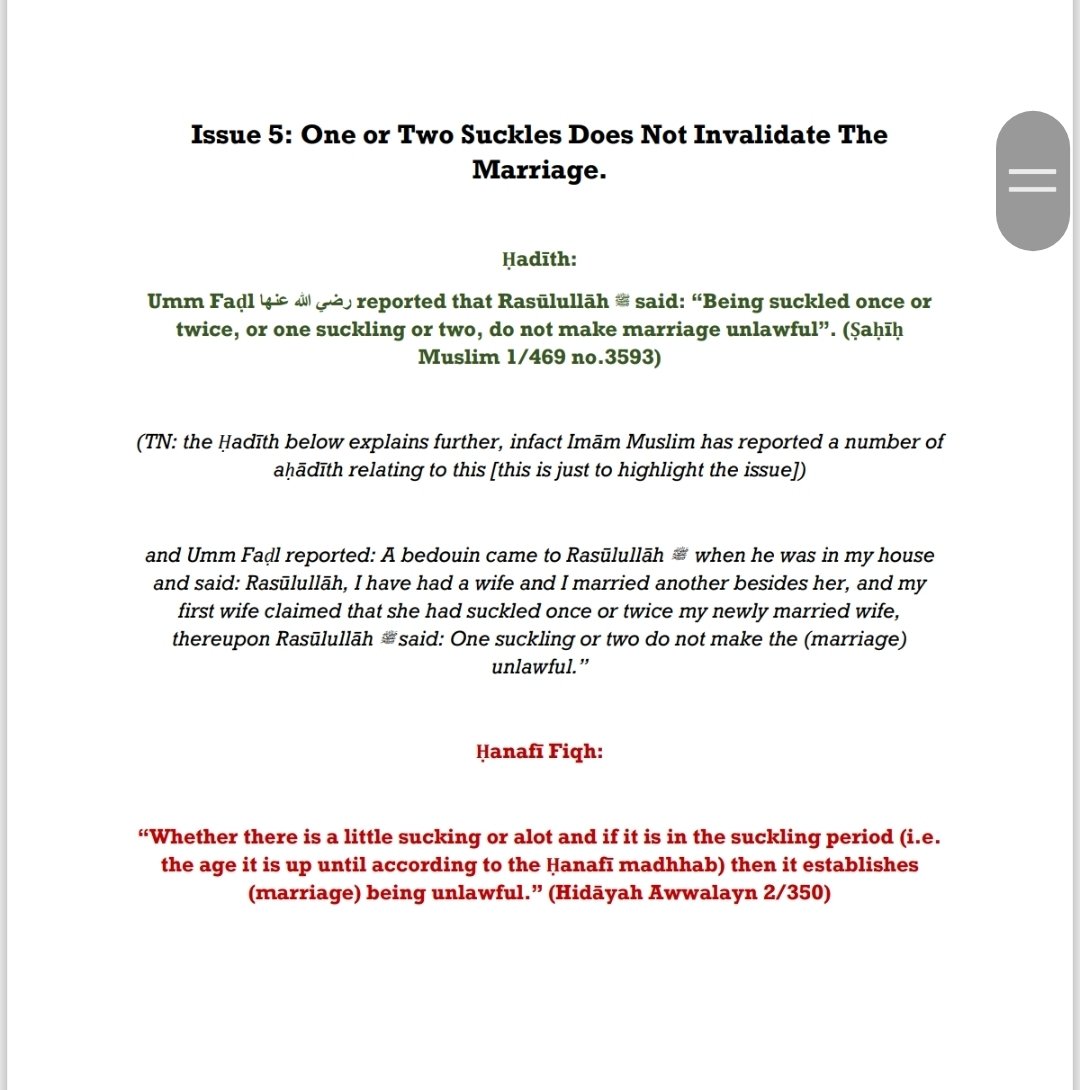 Issue 5: One or Two Suckles Does Not Invalidate The
Marriage.
Ḥadīth:
Umm Faḍl رضي الله عنها reported that Rasūlullāh ﷺ said: “Being suckled once or
twice, or one suckling or two, do not make marriage unlawful”. (Ṣaḥīḥ
Muslim 1/469 no.3593)
(TN: the Ḥadīth below explains further, infact Imām Muslim has reported a number of
aḥādīth relating to this [this is just to highlight the issue])
and Umm Faḍl reported: A bedouin came to Rasūlullāh ﷺ when he was in my house
and said: Rasūlullāh, I have had a wife and I married another besides her, and my
first wife claimed that she had suckled once or twice my newly married wife,
thereupon Rasūlullāh ﷺ said: One suckling or two do not make the (marriage)
unlawful.”
Ḥanafī Fiqh:
“Whether there is a little sucking or alot and if it is in the suckling period (i.e.
the age it is up until according to the Ḥanafī madhhab) then it establishes
(marriage) being unlawful.” (Hidāyah Awwalayn 2/350)